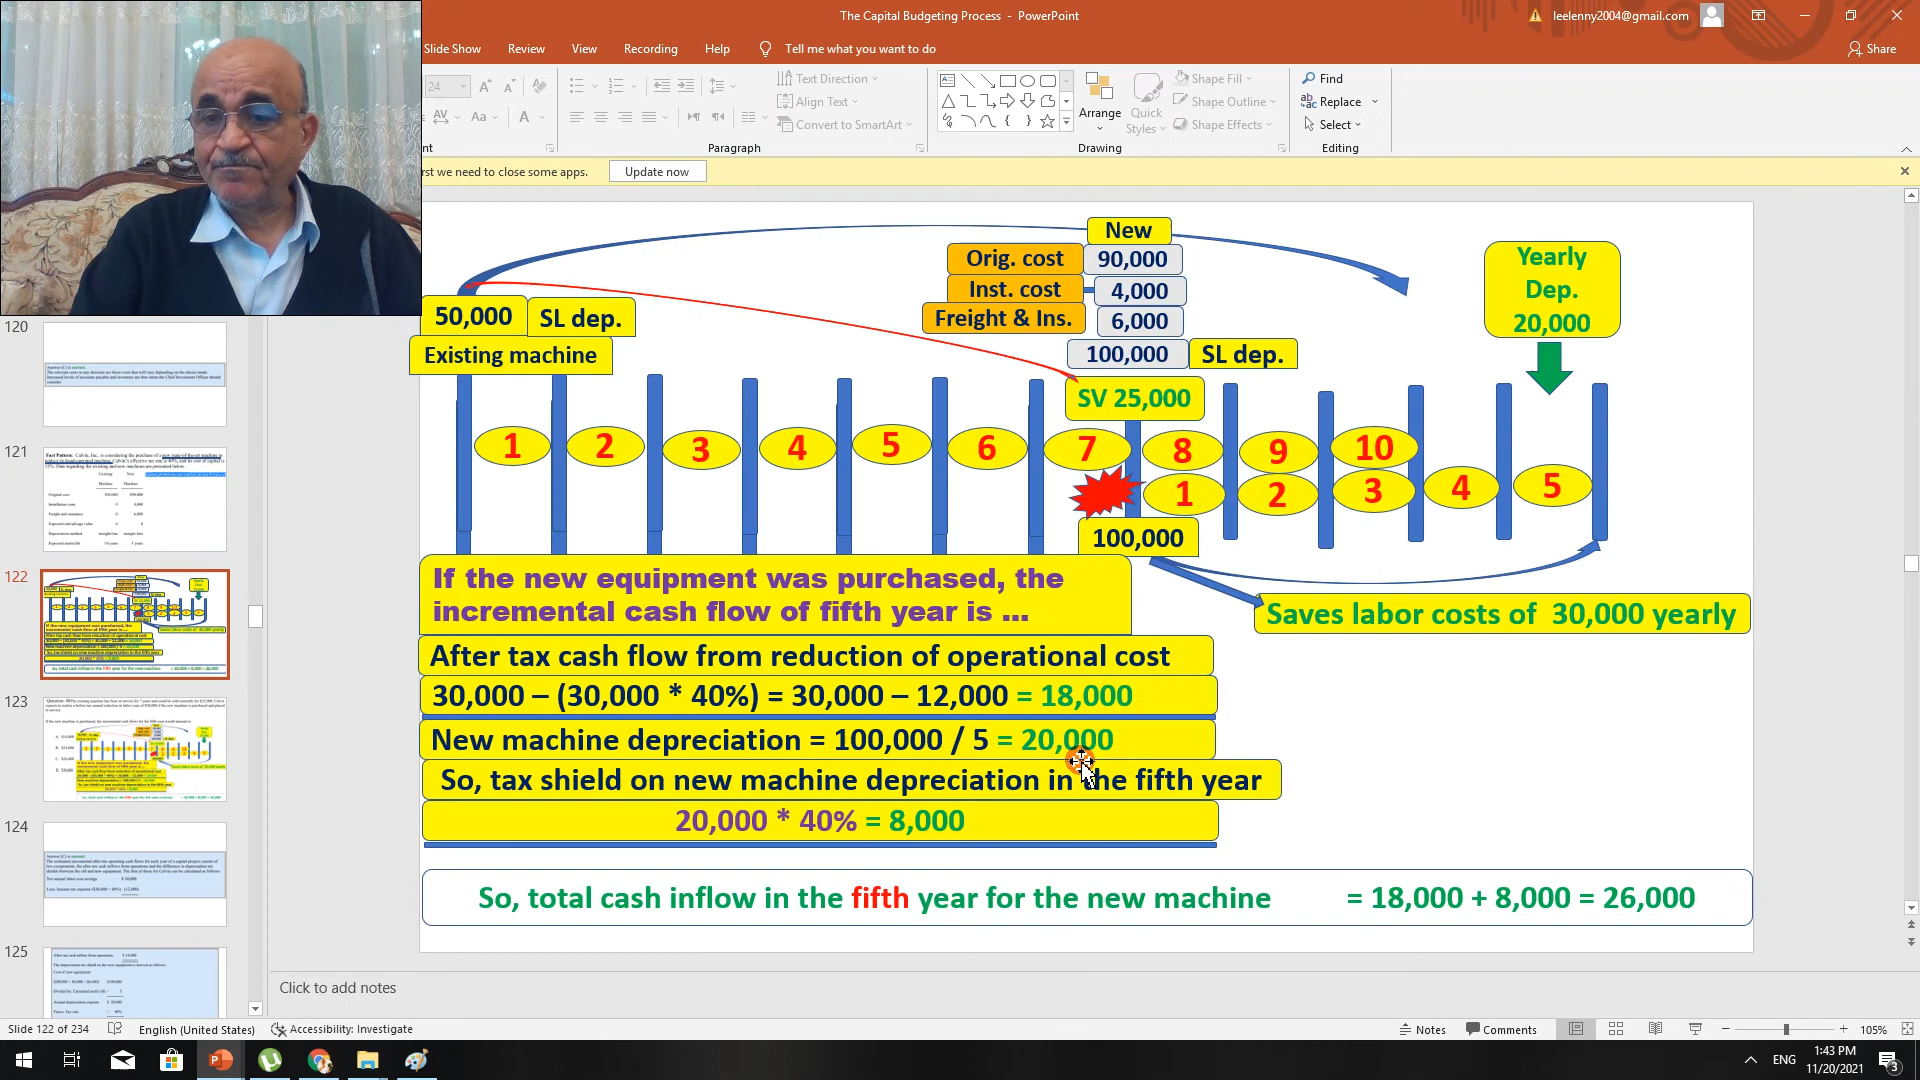 The Capital Budgeting Process - PowerPoint
leelenny2004@gmail.com
Slide Show Review View Recording Help Tell me what you want to do
Share
24
Text Direction
Align Text
Convert to SmartArt
Paragraph
Arrange
Quick Styles
Shape Fill
Shape Outline
Shape Effects
Drawing
Find
Replace
Select
Editing
rst we need to close some apps. Update now
New
Orig. cost 90,000
Inst. cost 4,000
Freight & Ins. 6,000
100,000 SL dep.
50,000 SL dep.
Existing machine
Yearly
Dep.
20,000
SV 25,000
1 2 3 4 5 6 7 8 9 10
1 2 3 4 5
100,000
If the new equipment was purchased, the
incremental cash flow of fifth year is ...
Saves labor costs of 30,000 yearly
After tax cash flow from reduction of operational cost
30,000 – (30,000 * 40%) = 30,000 – 12,000 = 18,000
New machine depreciation = 100,000 / 5 = 20,000
So, tax shield on new machine depreciation in the fifth year
20,000 * 40% = 8,000
So, total cash inflow in the fifth year for the new machine = 18,000 + 8,000 = 26,000
120
121
122
123
124
125
Click to add notes
Slide 122 of 234 English (United States) Accessibility: Investigate
Notes Comments 105%
ENG
1:43 PM
11/20/2021
3